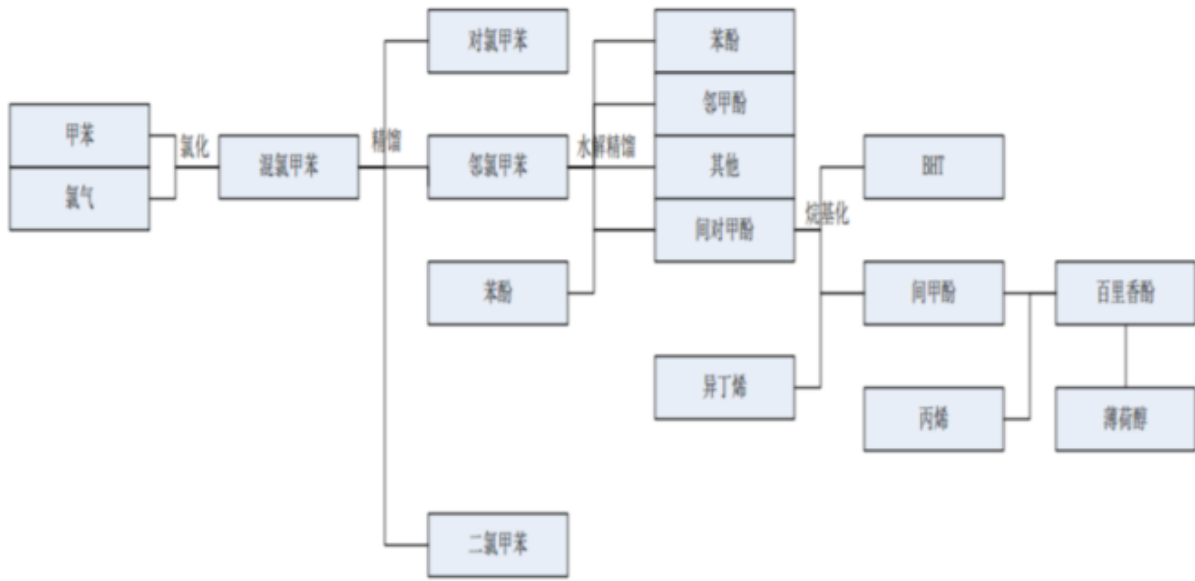 对氯甲苯
苯酚
邻甲酚
甲苯
氯化
混氯甲苯
精馏
邻氯甲苯
水解精馏
其他
BHT
氯气
间对甲酚
烷基化
苯酚
间甲酚
百里香酚
异丁烯
丙烯
薄荷醇
二氯甲苯